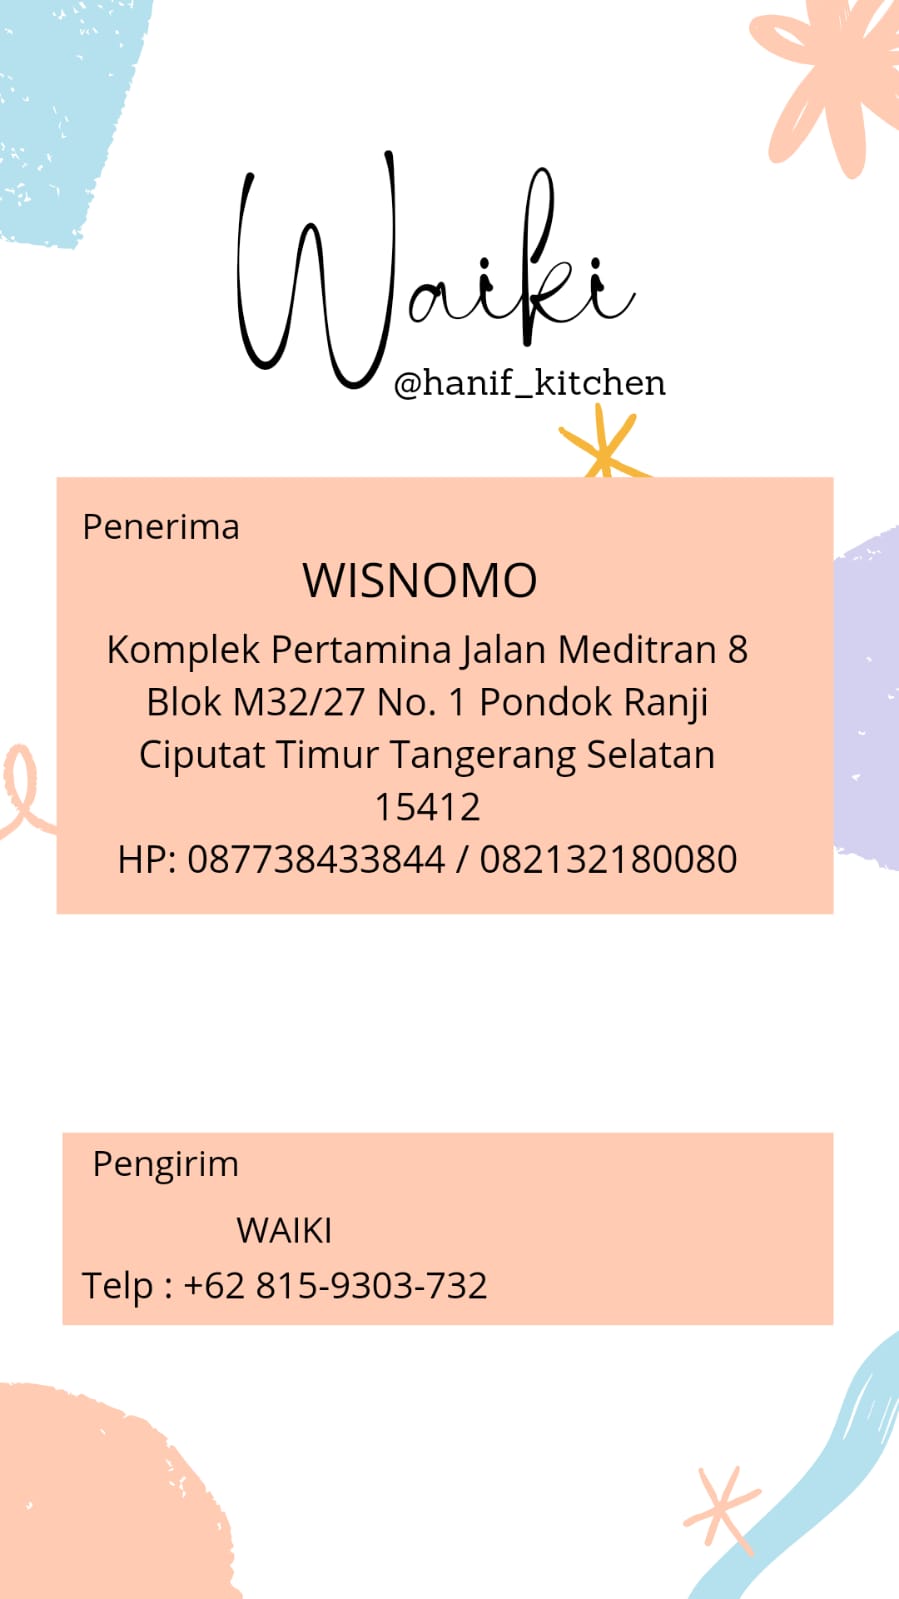 Waiki
@hanif_kitchen
Penerima
WISNOMO
Komplek Pertamina Jalan Meditran 8
Blok M32/27 No. 1 Pondok Ranji
Ciputat Timur Tangerang Selatan
15412
HP: 087738433844 / 082132180080
Pengirim
WAIKI
Telp : +62 815-9303-732